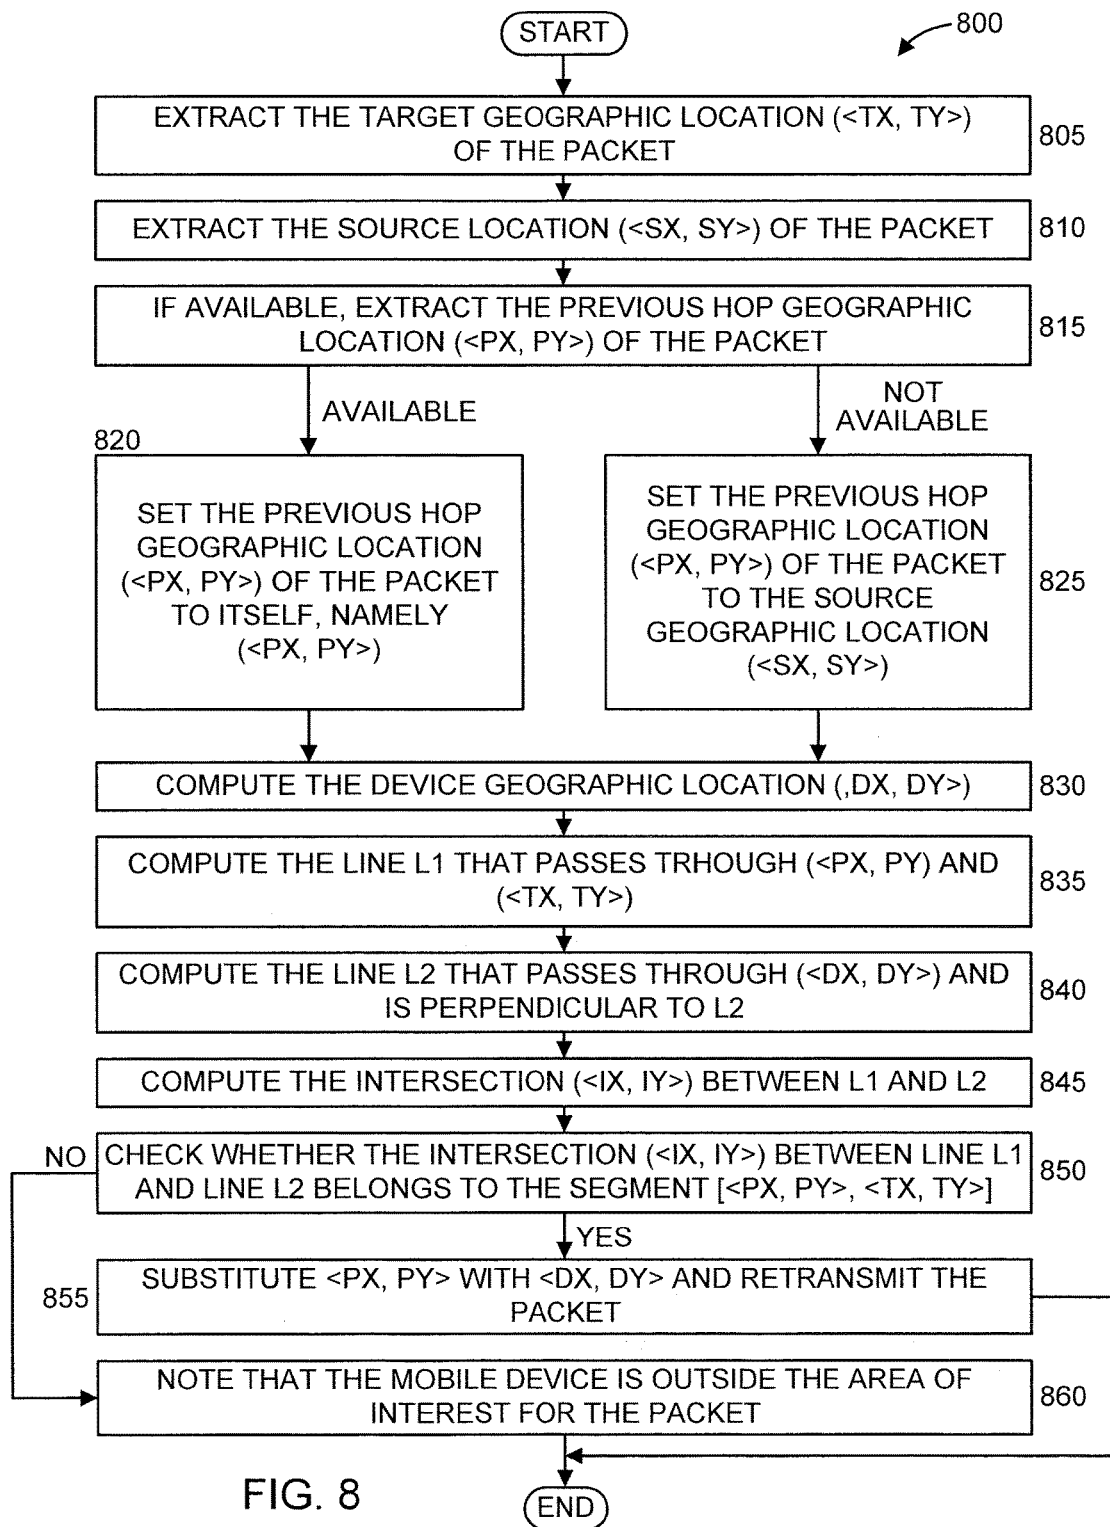 START
800
EXTRACT THE TARGET GEOGRAPHIC LOCATION (<TX, TY>)
OF THE PACKET
805
EXTRACT THE SOURCE LOCATION (<SX, SY>) OF THE PACKET
810
IF AVAILABLE, EXTRACT THE PREVIOUS HOP GEOGRAPHIC
LOCATION (<PX, PY>) OF THE PACKET
815
AVAILABLE
NOT
AVAILABLE
820
SET THE PREVIOUS HOP
GEOGRAPHIC LOCATION
(<PX, PY>) OF THE PACKET
TO ITSELF, NAMELY
(<PX, PY>)
SET THE PREVIOUS HOP
GEOGRAPHIC LOCATION
(<PX, PY>) OF THE PACKET
TO THE SOURCE
GEOGRAPHIC LOCATION
(<SX, SY>)
825
COMPUTE THE DEVICE GEOGRAPHIC LOCATION (,DX, DY>)
830
COMPUTE THE LINE L1 THAT PASSES TRHOUGH (<PX, PY) AND
(<TX, TY>)
835
COMPUTE THE LINE L2 THAT PASSES THROUGH (<DX, DY>) AND
IS PERPENDICULAR TO L2
840
COMPUTE THE INTERSECTION (<IX, IY>) BETWEEN L1 AND L2
845
NO
CHECK WHETHER THE INTERSECTION (<IX, IY>) BETWEEN LINE L1
AND LINE L2 BELONGS TO THE SEGMENT [<PX, PY>, <TX, TY>]
850
YES
SUBSTITUTE <PX, PY> WITH <DX, DY> AND RETRANSMIT THE
PACKET
855
NOTE THAT THE MOBILE DEVICE IS OUTSIDE THE AREA OF
INTEREST FOR THE PACKET
860
FIG. 8
END